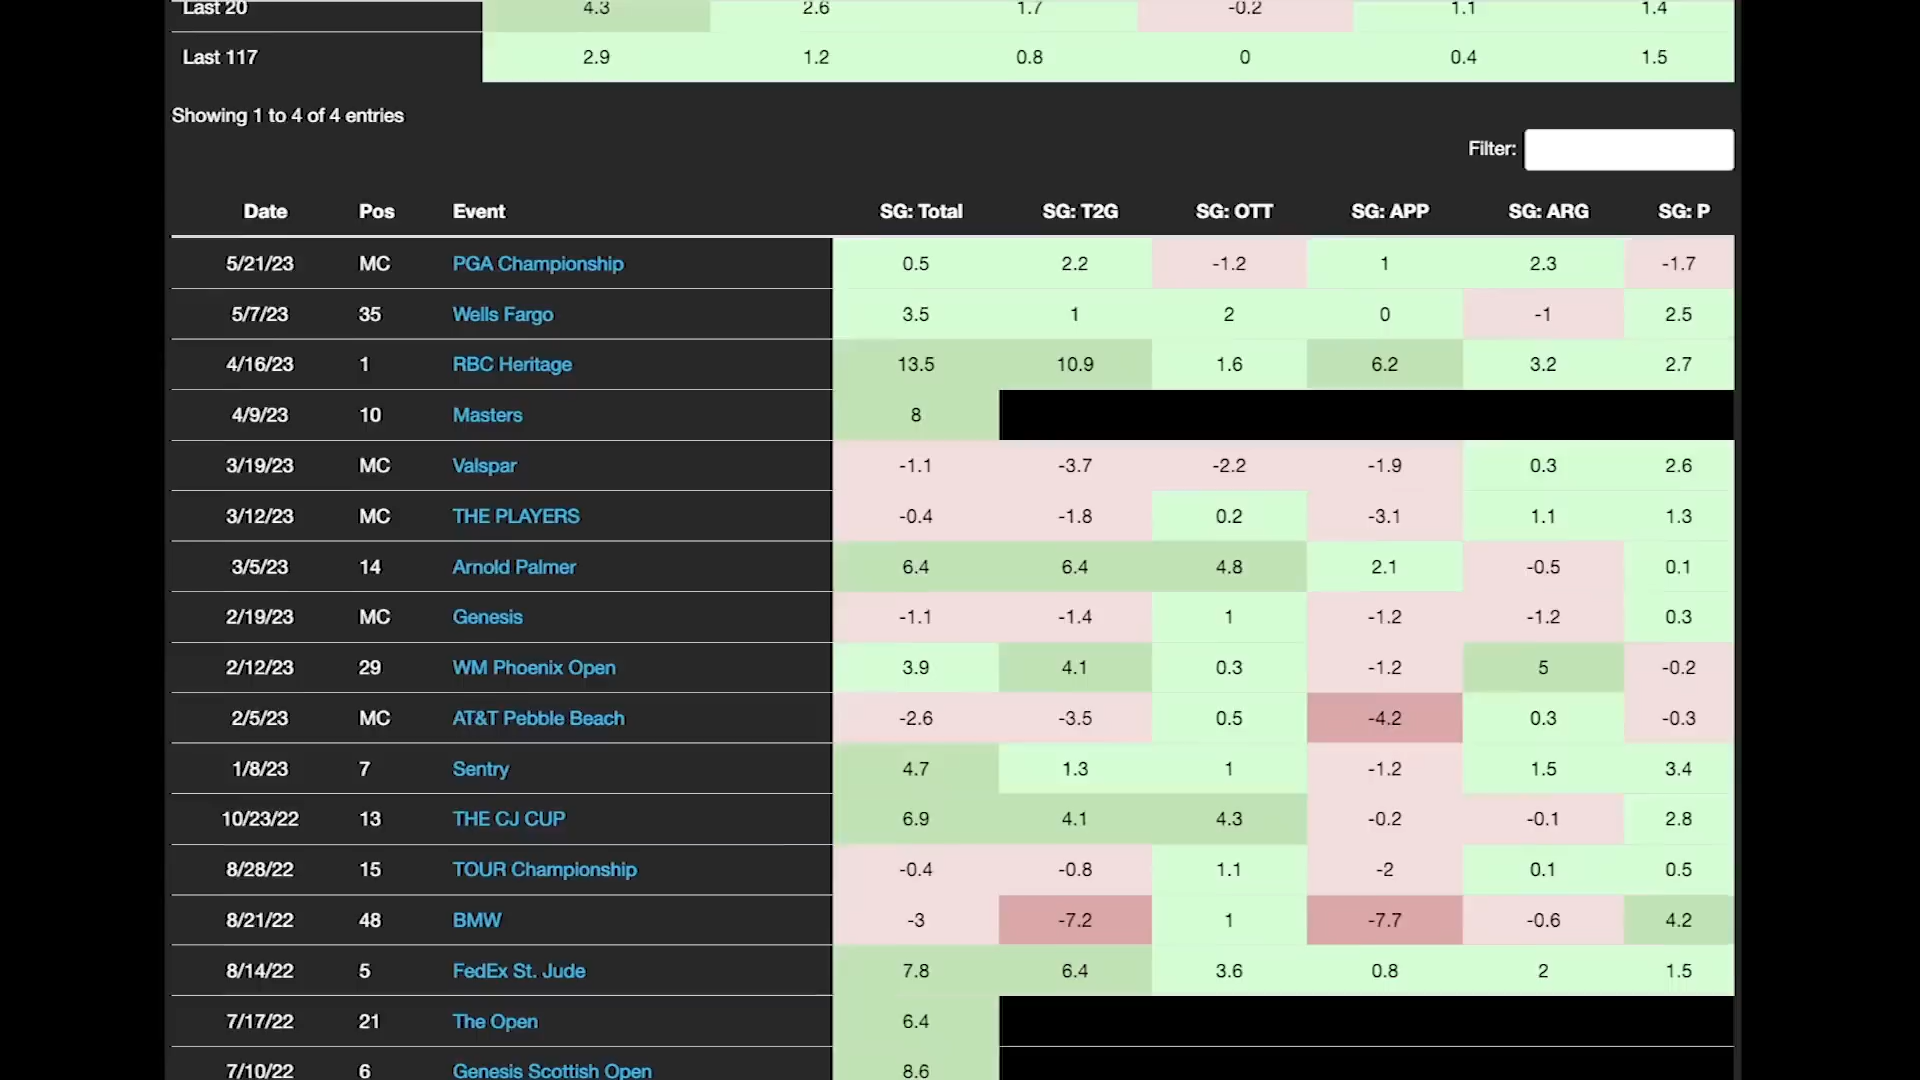 Last 20 4.3 2.6 1.7 -0.2 1.1 1.4
Last 117 2.9 1.2 0.8 0 0.4 1.5
Showing 1 to 4 of 4 entries
Filter:
Date Pos Event SG: Total SG: T2G SG: OTT SG: APP SG: ARG SG: P
5/21/23 MC PGA Championship 0.5 2.2 -1.2 1 2.3 -1.7
5/7/23 35 Wells Fargo 3.5 1 2 0 -1 2.5
4/16/23 1 RBC Heritage 13.5 10.9 1.6 6.2 3.2 2.7
4/9/23 10 Masters 8
3/19/23 MC Valspar -1.1 -3.7 -2.2 -1.9 0.3 2.6
3/12/23 MC THE PLAYERS -0.4 -1.8 0.2 -3.1 1.1 1.3
3/5/23 14 Arnold Palmer 6.4 6.4 4.8 2.1 -0.5 0.1
2/19/23 MC Genesis -1.1 -1.4 1 -1.2 -1.2 0.3
2/12/23 29 WM Phoenix Open 3.9 4.1 0.3 -1.2 5 -0.2
2/5/23 MC AT&T Pebble Beach -2.6 -3.5 0.5 -4.2 0.3 -0.3
1/8/23 7 Sentry 4.7 1.3 1 -1.2 1.5 3.4
10/23/22 13 THE CJ CUP 6.9 4.1 4.3 -0.2 -0.1 2.8
8/28/22 15 TOUR Championship -0.4 -0.8 1.1 -2 0.1 0.5
8/21/22 48 BMW -3 -7.2 1 -7.7 -0.6 4.2
8/14/22 5 FedEx St. Jude 7.8 6.4 3.6 0.8 2 1.5
7/17/22 21 The Open 6.4
7/10/22 6 Genesis Scottish Open 8.6